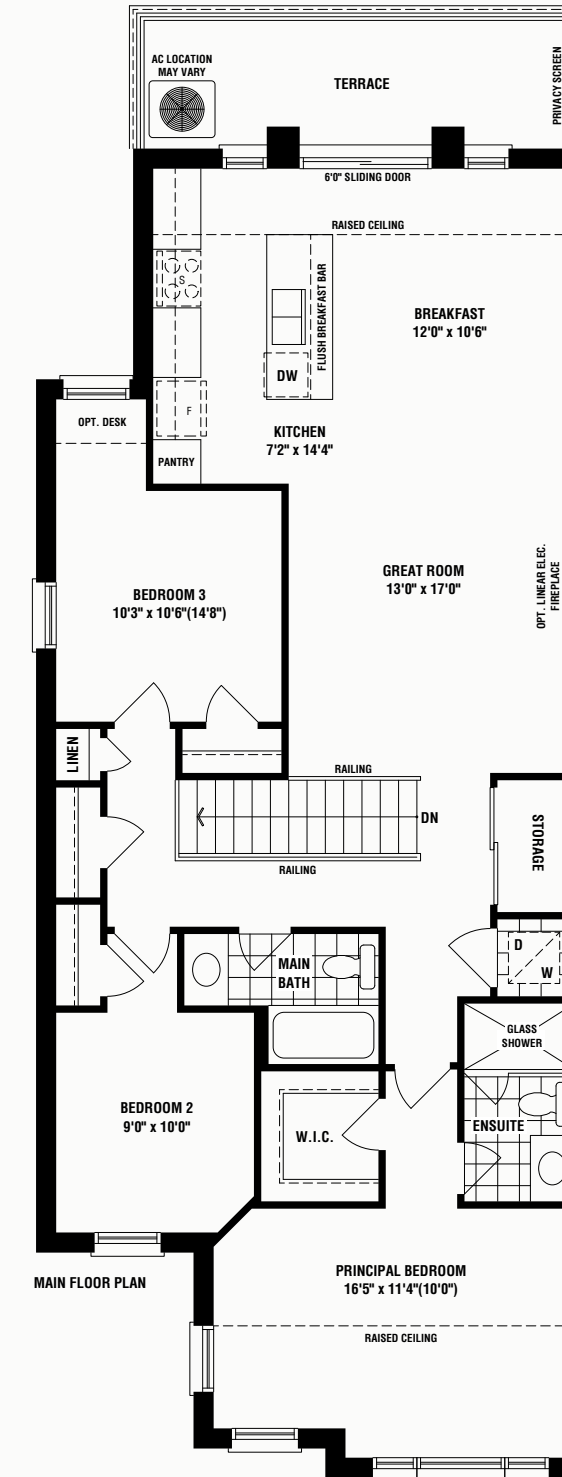 AC LOCATION
MAY VARY
TERRACE
PRIVACY SCREEN
6'0" SLIDING DOOR
RAISED CEILING
S
FLUSH BREAKFAST BAR
BREAKFAST
12'0" x 10'6"
DW
F
OPT. DESK
KITCHEN
7'2" x 14'4"
PANTRY
GREAT ROOM
13'0" x 17'0"
OPT. LINEAR ELEC.
FIREPLACE
BEDROOM 3
10'3" x 10'6"(14'8")
LINEN
RAILING
DN
STORAGE
RAILING
D
W
MAIN
BATH
GLASS
SHOWER
BEDROOM 2
9'0" x 10'0"
W.I.C.
ENSUITE
MAIN FLOOR PLAN
PRINCIPAL BEDROOM
16'5" x 11'4"(10'0")
RAISED CEILING